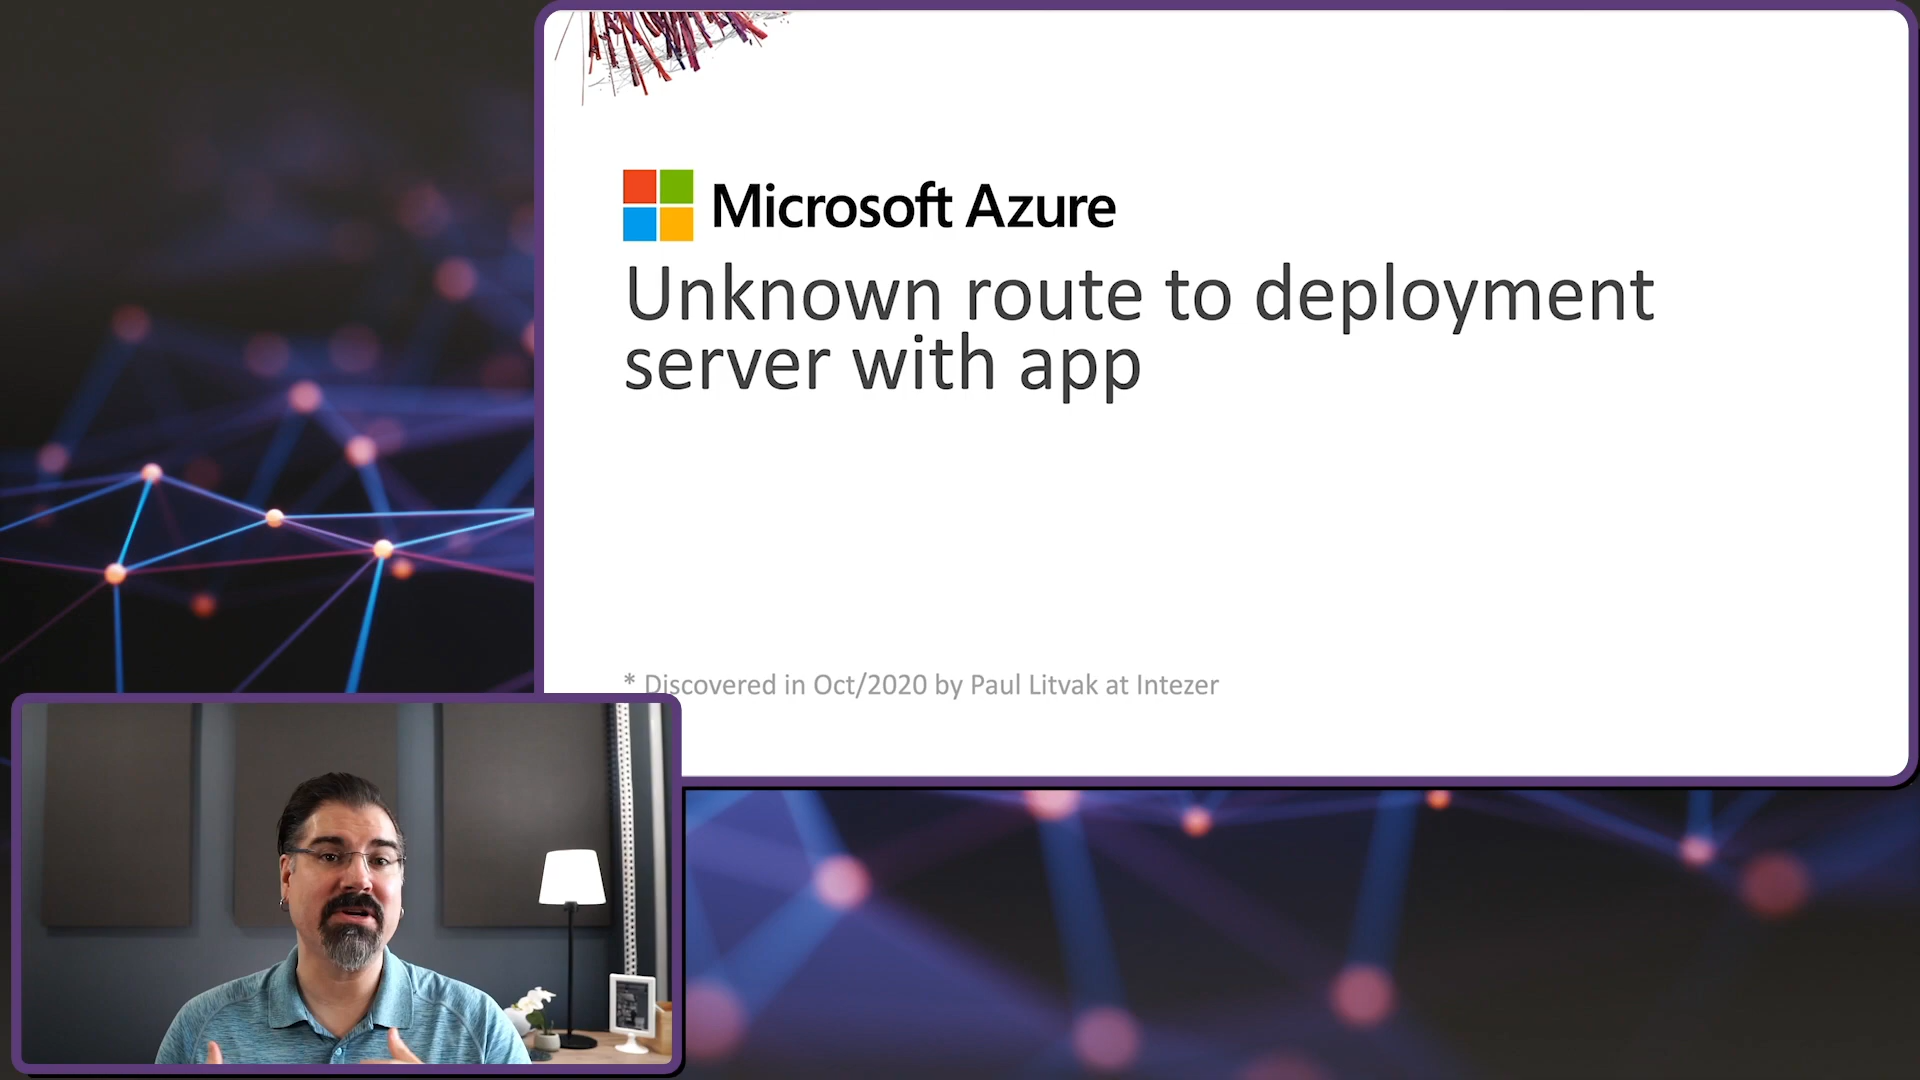 Microsoft Azure
Unknown route to deployment
server with app
* Discovered in Oct/2020 by Paul Litvak at Intezer